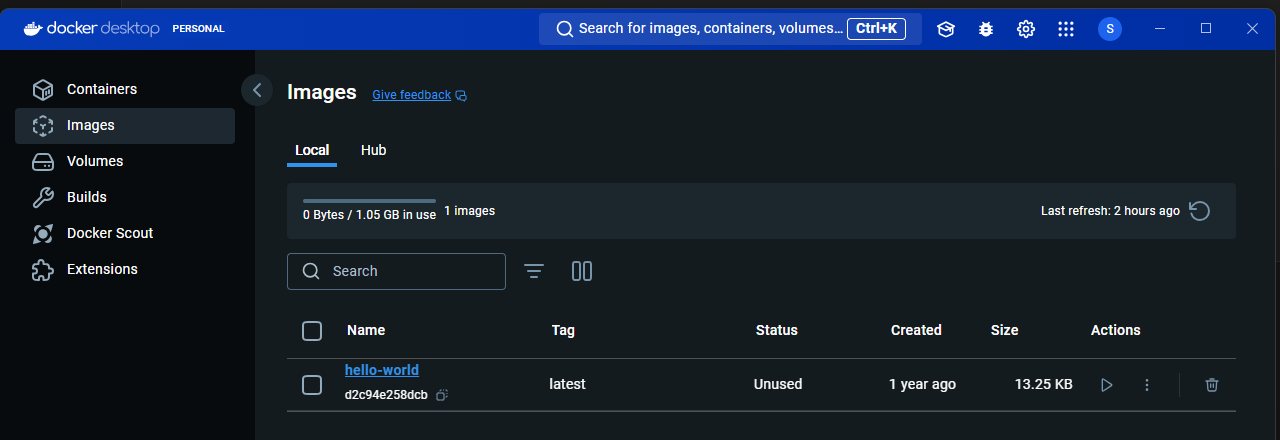 docker desktop PERSONAL
Search for images, containers, volumes... Ctrl+K
S
Containers
Images
Volumes
Builds
Docker Scout
Extensions
Images Give feedback
Local Hub
0 Bytes / 1.05 GB in use 1 images
Last refresh: 2 hours ago
Search
Name Tag Status Created Size Actions
hello-world
d2c94e258dcb
latest Unused 1 year ago 13.25 KB